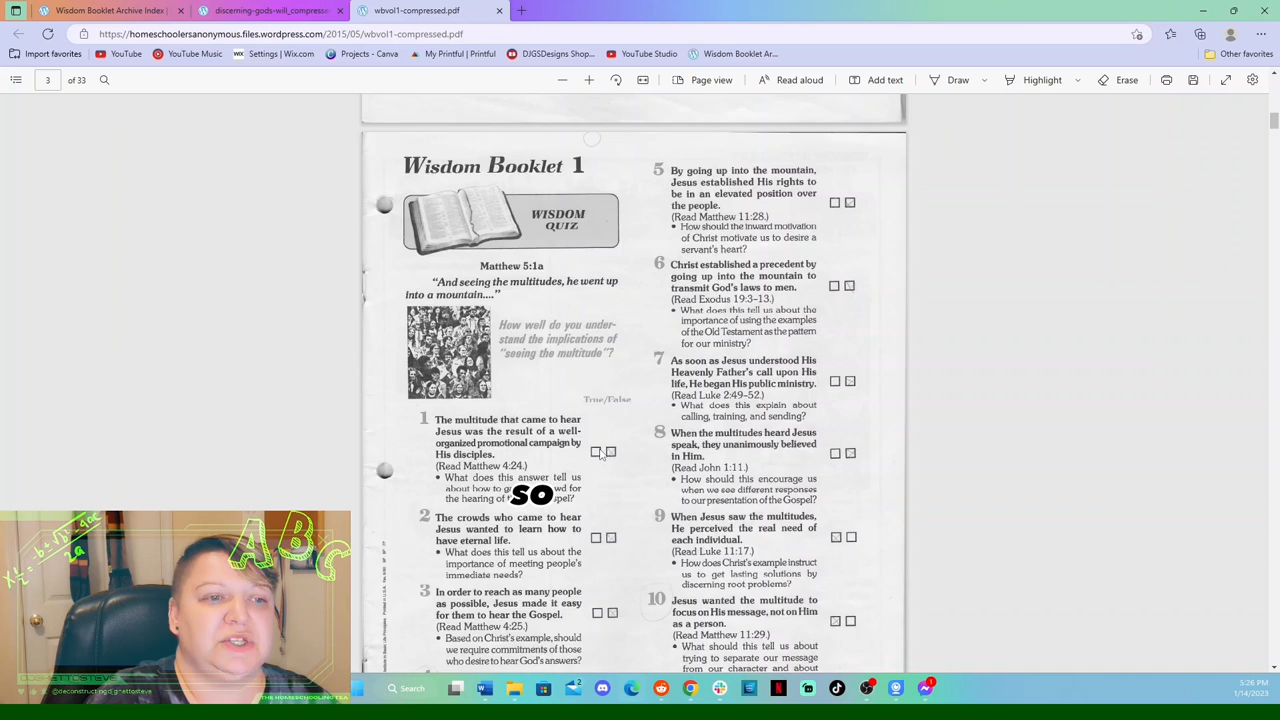 Wisdom Booklet Archive Index |
discerning-gods-will_compresse
wbvol1-compressed.pdf
https://homeschoolersanonymous.files.wordpress.com/2015/05/wbvol1-compressed.pdf
Import favorites
YouTube
YouTube Music
Settings | Wix.com
Projects - Canva
My Printful | Printful
DJGSDesigns Shop...
YouTube Studio
Wisdom Booklet Ar...
Other favorites
3 of 33
Page view
Read aloud
Add text
Draw
Highlight
Erase
Wisdom Booklet 1
WISDOM
QUIZ
Matthew 5:1a
"And seeing the multitudes, he went up
into a mountain...."
How well do you under-
stand the implications of
"seeing the multitude"?
True/False
1 The multitude that came to hear
Jesus was the result of a well-
organized promotional campaign by
His disciples.
(Read Matthew 4:24.)
• What does this answer tell us
about how to
the hearing of
so
2 The crowds who came to hear
Jesus wanted to learn how to
have eternal life.
• What does this tell us about the
importance of meeting people's
immediate needs?
3 In order to reach as many people
as possible, Jesus made it easy
for them to hear the Gospel.
(Read Matthew 4:25.)
• Based on Christ's example, should
we require commitments of those
who desire to hear God's answers?
5 By going up into the mountain,
Jesus established His rights to
be in an elevated position over
the people.
(Read Matthew 11:28.)
• How should the inward motivation
of Christ motivate us to desire a
servant's heart?
6 Christ established a precedent by
going up into the mountain to
transmit God's laws to men.
(Read Exodus 19:3–13.)
• What does this tell us about the
importance of using the examples
of the Old Testament as the pattern
for our ministry?
7 As soon as Jesus understood His
Heavenly Father's call upon His
life, He began His public ministry.
(Read Luke 2:49–52.)
• What does this explain about
calling, training, and sending?
8 When the multitudes heard Jesus
speak, they unanimously believed
in Him.
(Read John 1:11.)
• How should this encourage us
when we see different responses
to our presentation of the Gospel?
9 When Jesus saw the multitudes,
He perceived the real need of
each individual.
(Read Luke 11:17.)
• How does Christ's example instruct
us to get lasting solutions by
discerning root problems?
10 Jesus wanted the multitude to
focus on His message, not on Him
as a person.
(Read Matthew 11:29.)
• What should this tell us about
trying to separate our message
from our character and about
ABC
@deconstructing_dj_ghettosteve
THE HOMESCHOOLING TEA
Search
2
1
5:26 PM
1/14/2023